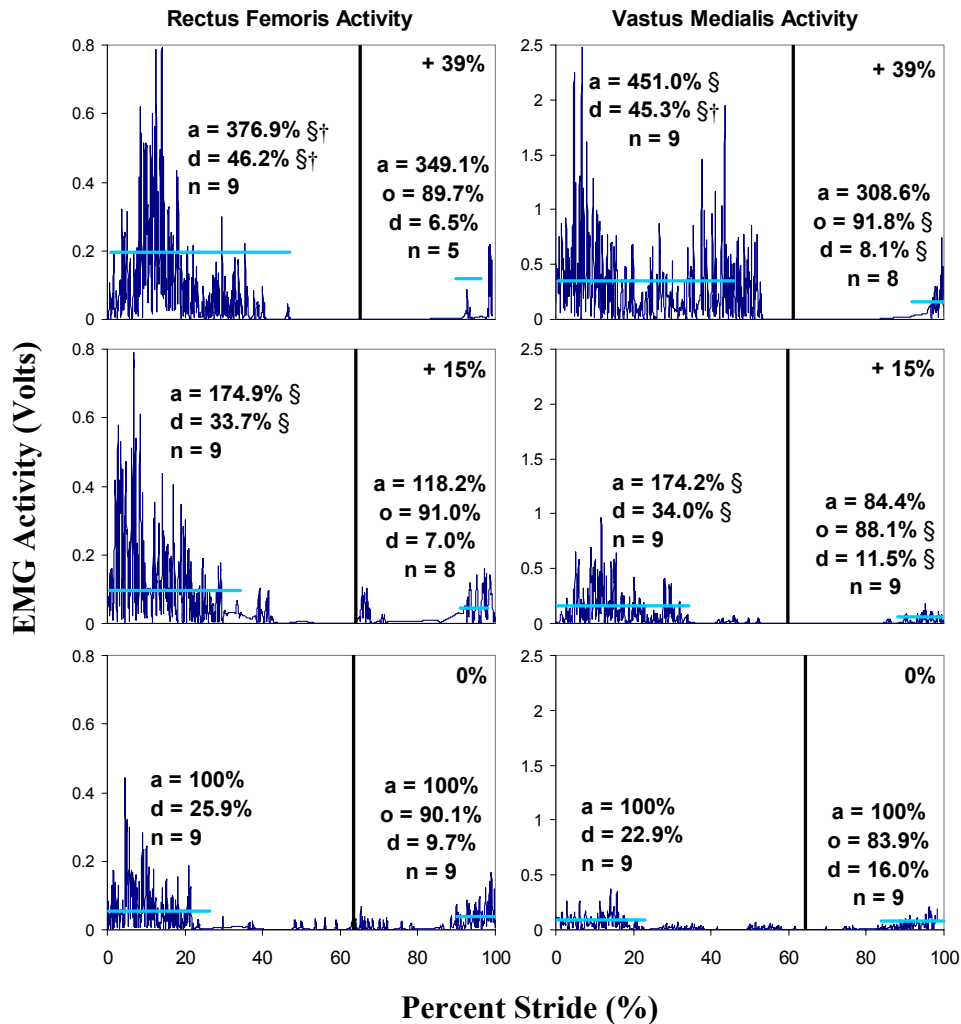 Rectus Femoris Activity
Vastus Medialis Activity
EMG Activity (Volts)
0.8
0.6
0.4
0.2
0
+ 39%
a = 376.9% §†
d = 46.2% §†
n = 9
a = 349.1%
o = 89.7%
d = 6.5%
n = 5
2.5
2
1.5
1
0.5
0
+ 39%
a = 451.0% §
d = 45.3% §†
n = 9
a = 308.6%
o = 91.8% §
d = 8.1% §
n = 8
0.8
0.6
0.4
0.2
0
+ 15%
a = 174.9% §
d = 33.7% §
n = 9
a = 118.2%
o = 91.0%
d = 7.0%
n = 8
2.5
2
1.5
1
0.5
0
+ 15%
a = 174.2% §
d = 34.0% §
n = 9
a = 84.4%
o = 88.1% §
d = 11.5% §
n = 9
0.8
0.6
0.4
0.2
0
0%
a = 100%
d = 25.9%
n = 9
a = 100%
o = 90.1%
d = 9.7%
n = 9
0 20 40 60 80 100
2.5
2
1.5
1
0.5
0
0%
a = 100%
d = 22.9%
n = 9
a = 100%
o = 83.9%
d = 16.0%
n = 9
0 20 40 60 80 100
Percent Stride (%)